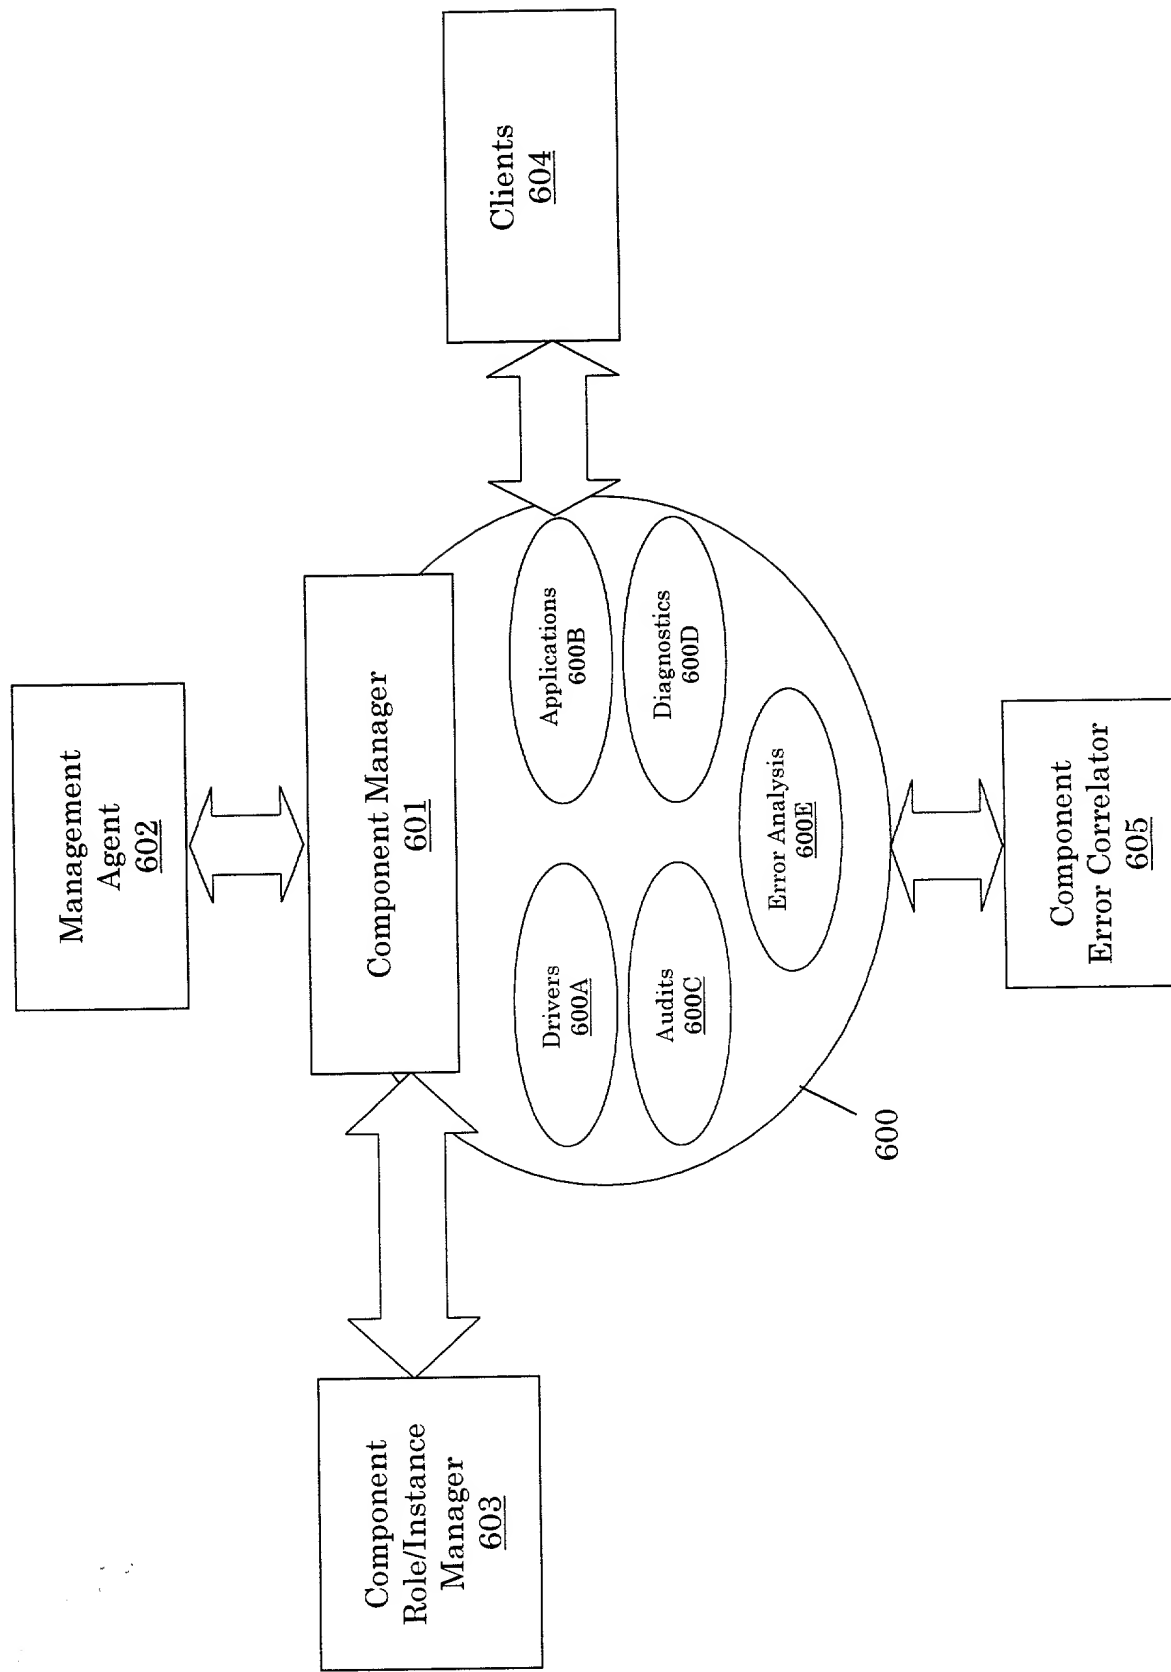 Management
Agent
602
Component
Role/Instance
Manager
603
Component Manager
601
Clients
604
Drivers
600A
Applications
600B
Audits
600C
Diagnostics
600D
Error Analysis
600E
600
Component
Error Correlator
605